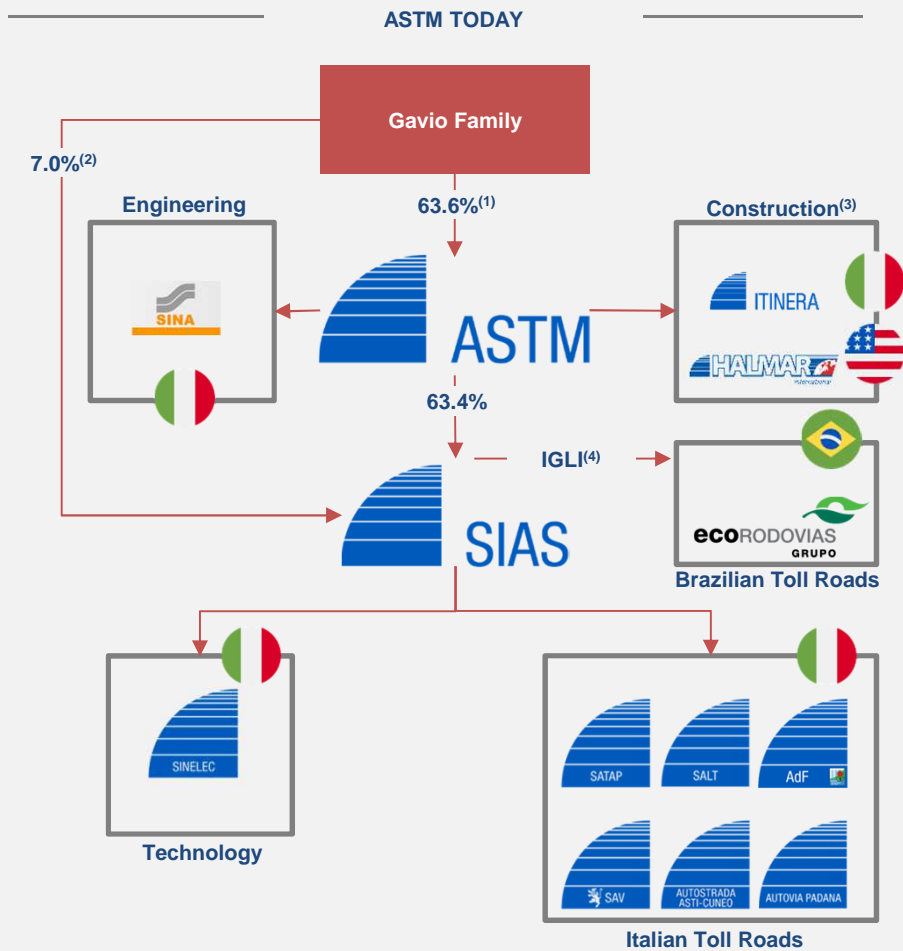 ASTM TODAY
Gavio Family
7.0%(2)
63.6%(1)
Engineering
Construction(3)
SINA
ASTM
ITINERA
HALMAR
International
63.4%
IGLI(4)
SIAS
ecoRODOVIAS
GRUPO
Brazilian Toll Roads
SINELEC
Technology
SATAP
SALT
AdF
SAV
AUTOSTRADA
ASTI-CUNEO
AUTOVIA PADANA
Italian Toll Roads